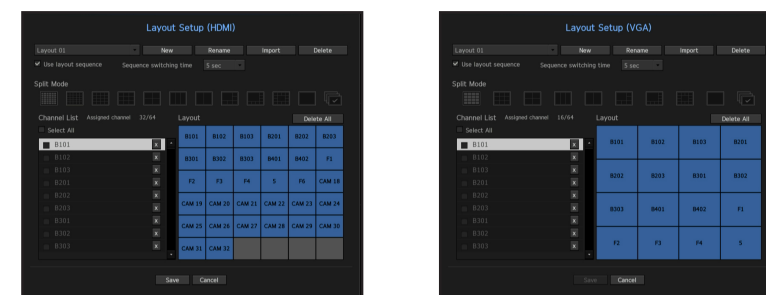 Layout Setup (HDMI)
Layout 01 New Rename Import Delete
Use layout sequence Sequence switching time 5 sec
Split Mode
Channel List Assigned channel 32/64 Layout Delete All
Select All
B101 x
B102 x
B103 x
B201 x
B202 x
B203 x
B301 x
B302 x
B303 x
B101 B102 B103 B201 B202 B203
B301 B302 B303 B401 B402 F1
F2 F3 F4 5 F6 CAM 18
CAM 19 CAM 20 CAM 21 CAM 22 CAM 23 CAM 24
CAM 25 CAM 26 CAM 27 CAM 28 CAM 29 CAM 30
CAM 31 CAM 32
Save Cancel
Layout Setup (VGA)
Layout 01 New Rename Import Delete
Use layout sequence Sequence switching time 5 sec
Split Mode
Channel List Assigned channel 16/64 Layout Delete All
Select All
B101 x
B102 x
B103 x
B201 x
B202 x
B203 x
B301 x
B302 x
B303 x
B101 B102 B103 B201
B202 B203 B301 B302
B303 B401 B402 F1
F2 F3 F4 5
Save Cancel